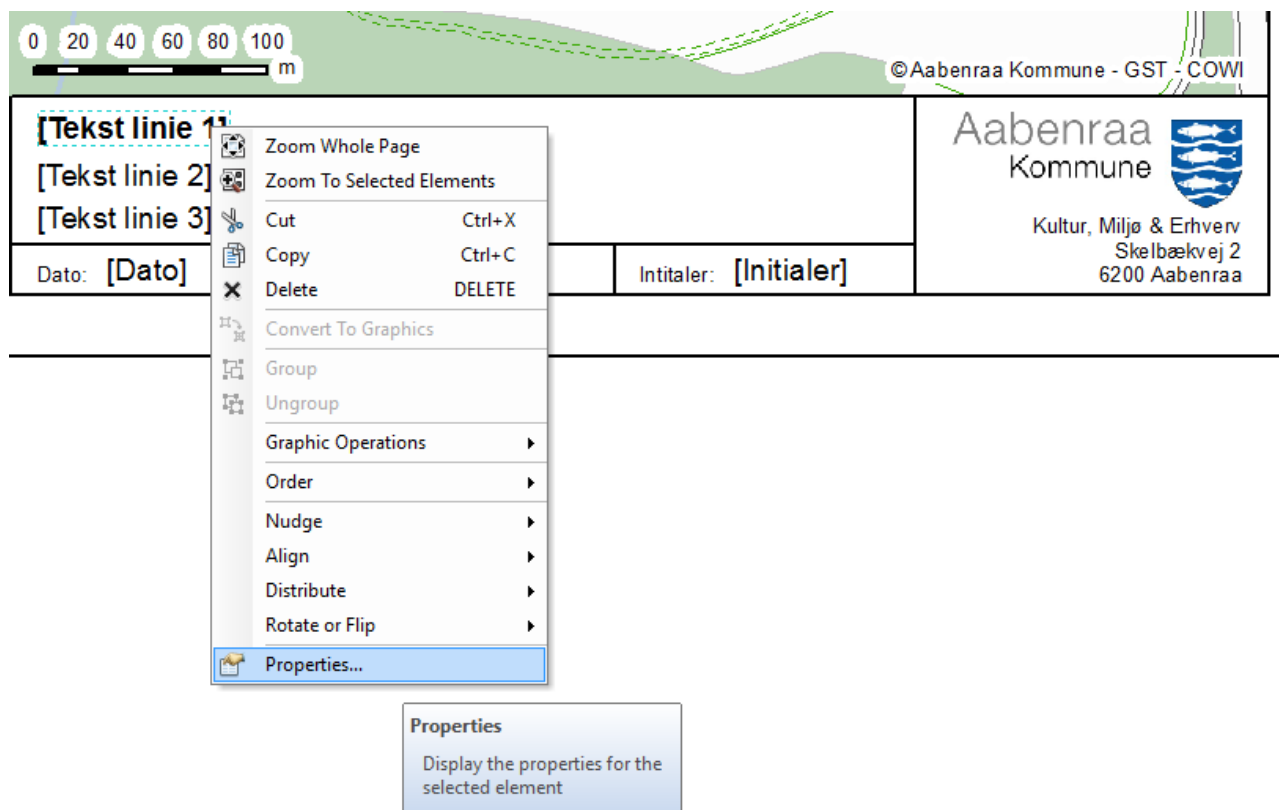 0 20 40 60 80 100
m
©Aabenraa Kommune - GST - COWI
[Tekst linie 1]
[Tekst linie 2]
[Tekst linie 3]
Dato: [Dato]
Intitaler: [Initialer]
Aabenraa
Kommune
Kultur, Miljø & Erhverv
Skelbækvej 2
6200 Aabenraa
Zoom Whole Page
Zoom To Selected Elements
Cut Ctrl+X
Copy Ctrl+C
Delete DELETE
Convert To Graphics
Group
Ungroup
Graphic Operations
Order
Nudge
Align
Distribute
Rotate or Flip
Properties...
Properties
Display the properties for the
selected element